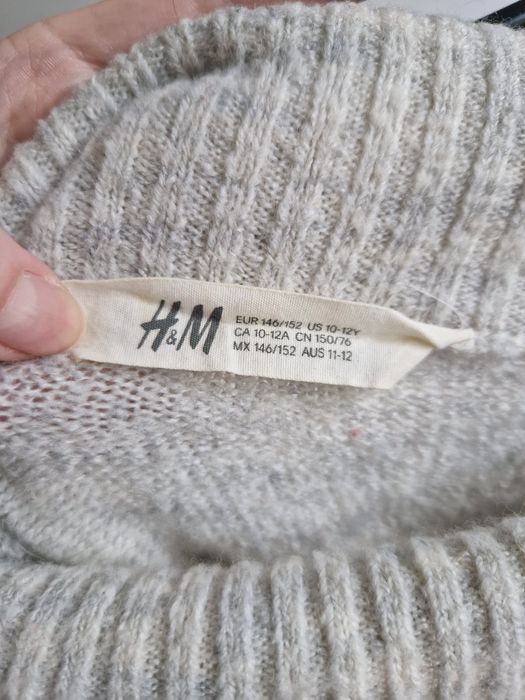 H&M
EUR 146/152 US 10-12Y
CA 10-12A CN 150/76
MX 146/152 AUS 11-12